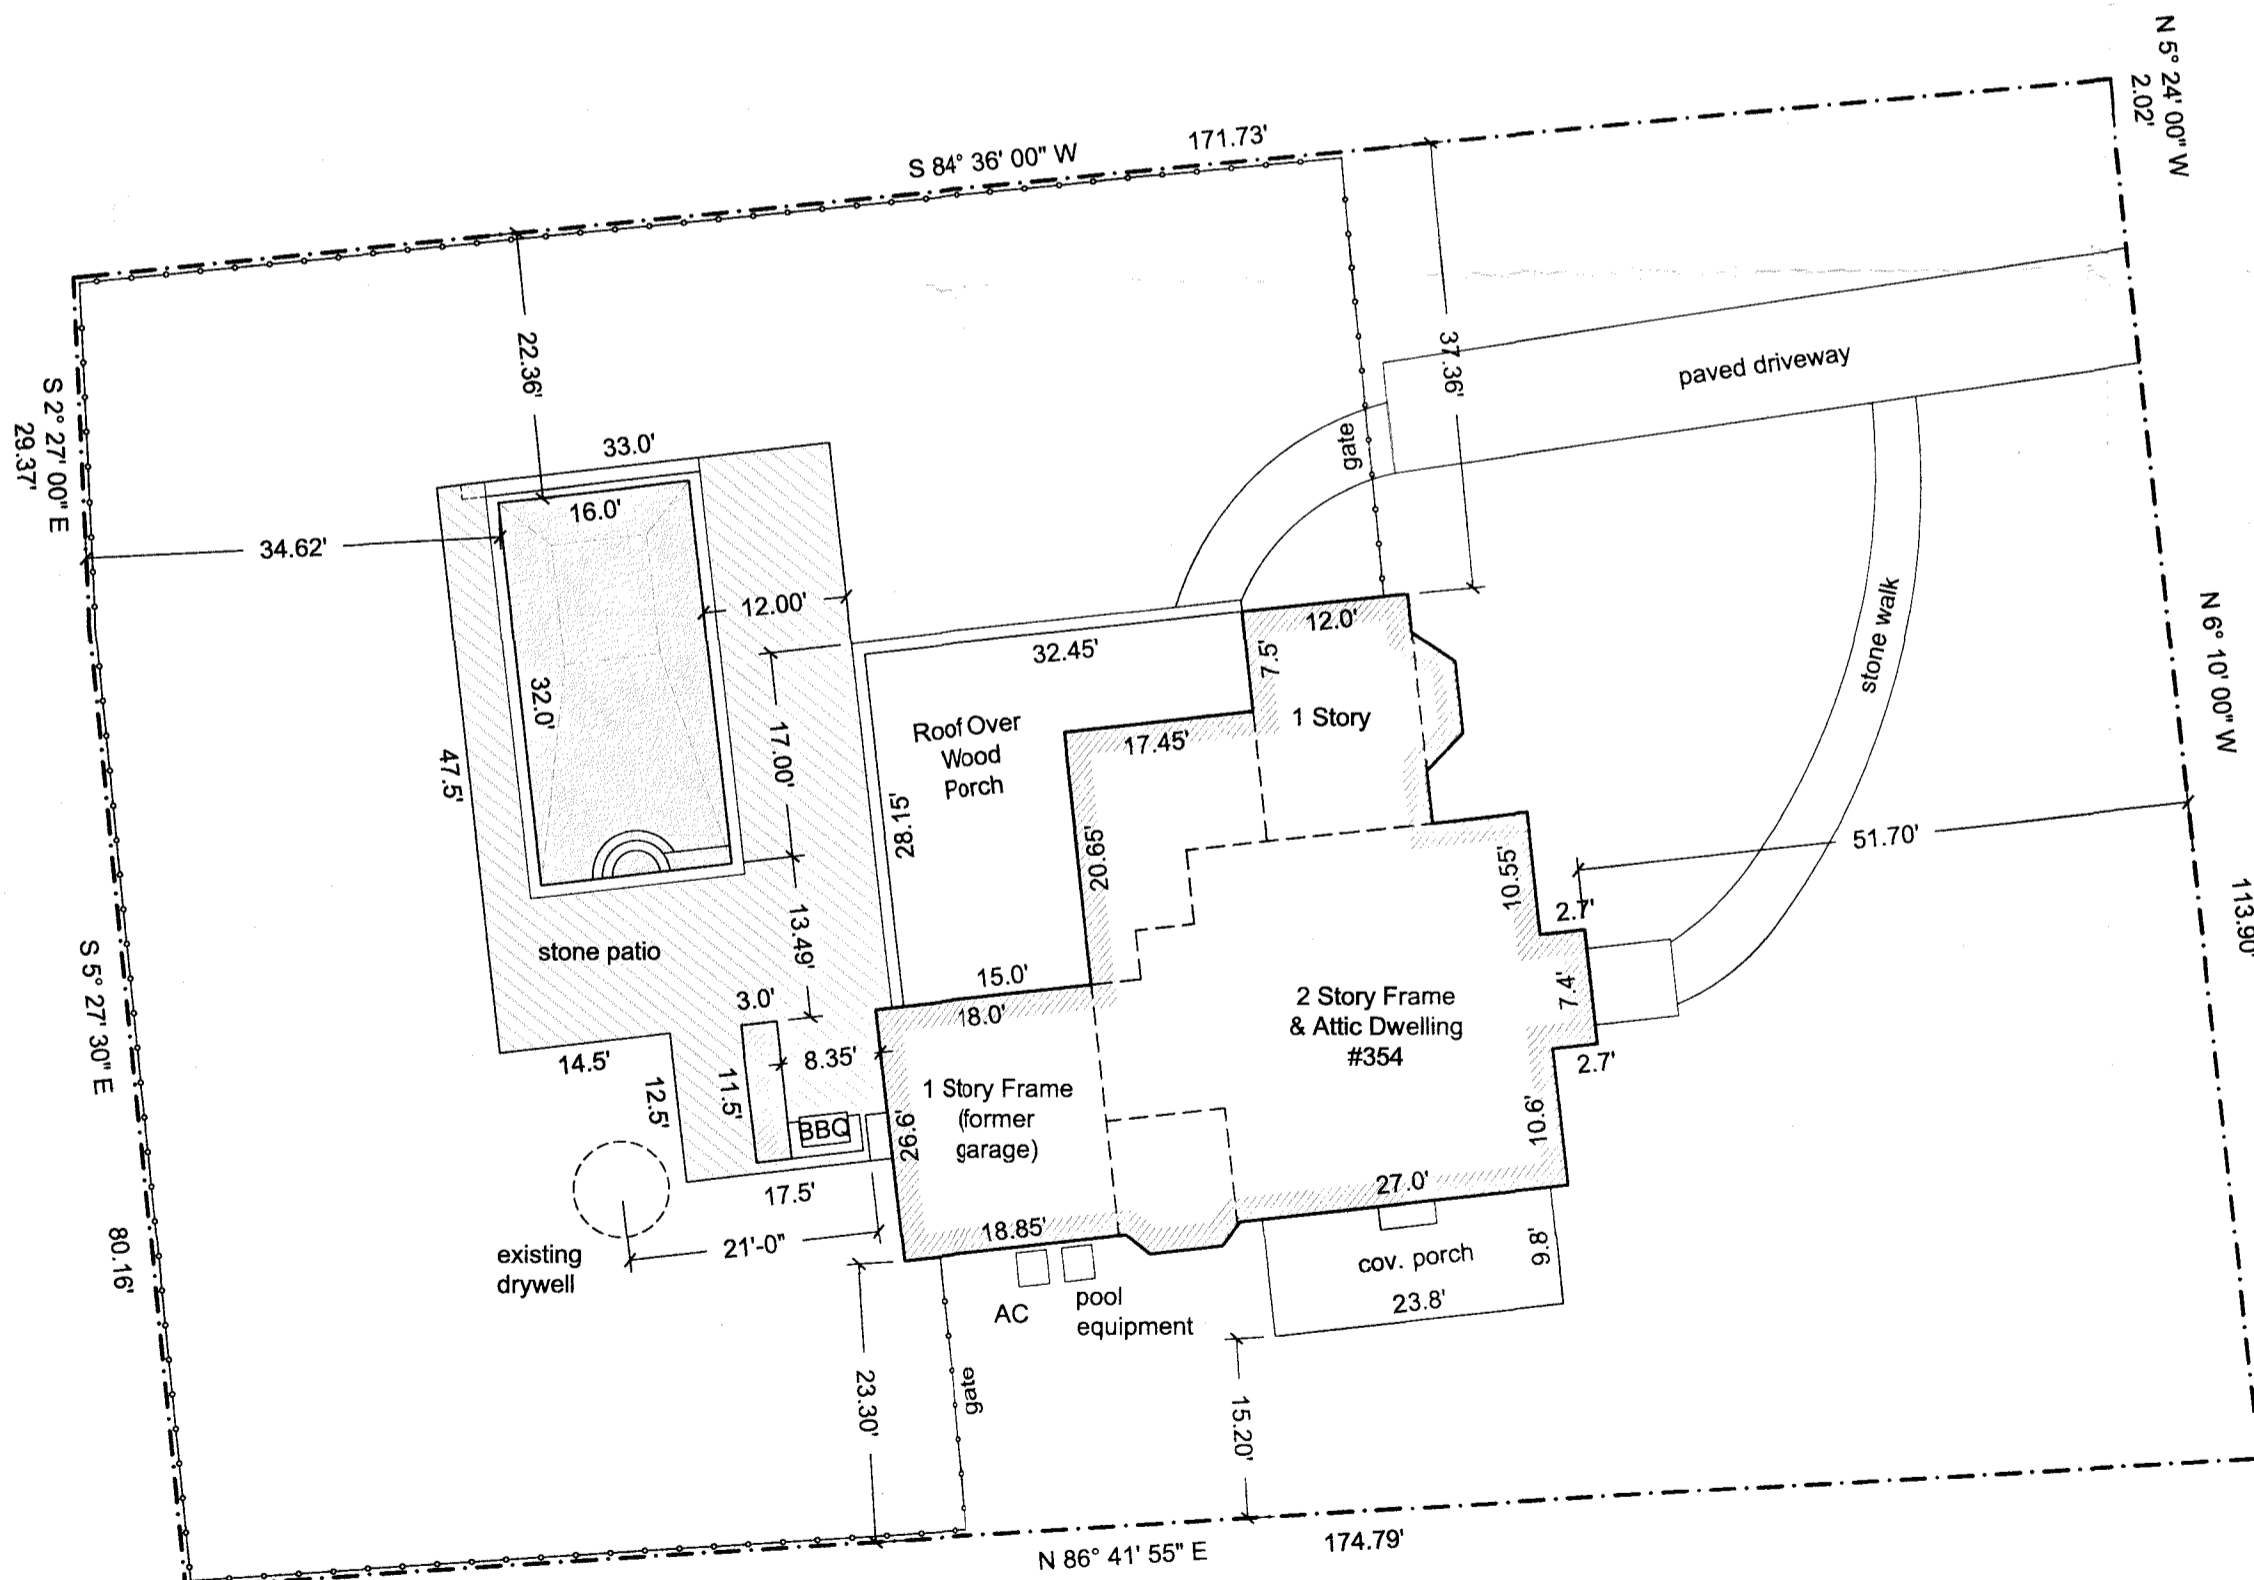 N 5° 24' 00" W
2.02'
171.73'
S 84° 36' 00" W
22.36'
37.36'
paved driveway
S 2° 27' 00" E
29.37'
33.0'
gate
16.0'
34.62'
12.00'
12.0'
stone walk
N 6° 10' 00" W
32.45'
7.5'
32.0'
1 Story
Roof Over
Wood
Porch
17.45'
17.00'
47.5'
28.15'
20.65'
51.70'
10.55'
2.7'
113.90'
13.49'
stone patio
S 5° 27' 30" E
80.16'
15.0'
3.0'
18.0'
7.4'
2 Story Frame
& Attic Dwelling
#354
14.5'
8.35'
2.7'
12.5'
11.5'
1 Story Frame
(former
garage)
BBQ
26.6'
10.6'
17.5'
27.0'
18.85'
21'-0"
existing
drywell
cov. porch
9.8'
23.8'
AC
pool
equipment
23.30'
gate
15.20'
N 86° 41' 55" E
174.79'